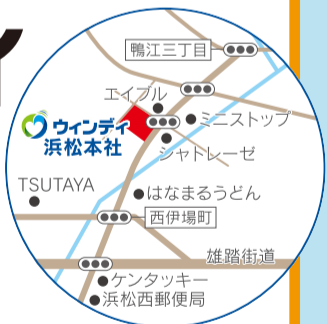 鴨江三丁目
エイブル
ミニストップ
ウィンディ
浜松本社
シャトレーゼ
TSUTAYA
はなまるうどん
西伊場町
雄踏街道
ケンタッキー
浜松西郵便局